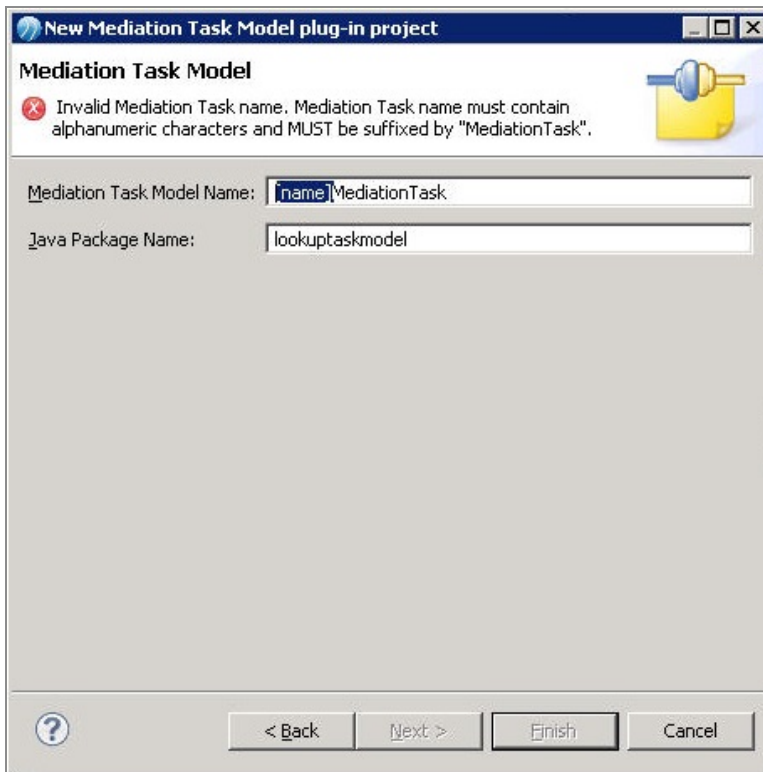 New Mediation Task Model plug-in project
Mediation Task Model
Invalid Mediation Task name. Mediation Task name must contain
alphanumeric characters and MUST be suffixed by "MediationTask".
Mediation Task Model Name: [name]MediationTask
Java Package Name: lookuptaskmodel
? < Back Next > Finish Cancel